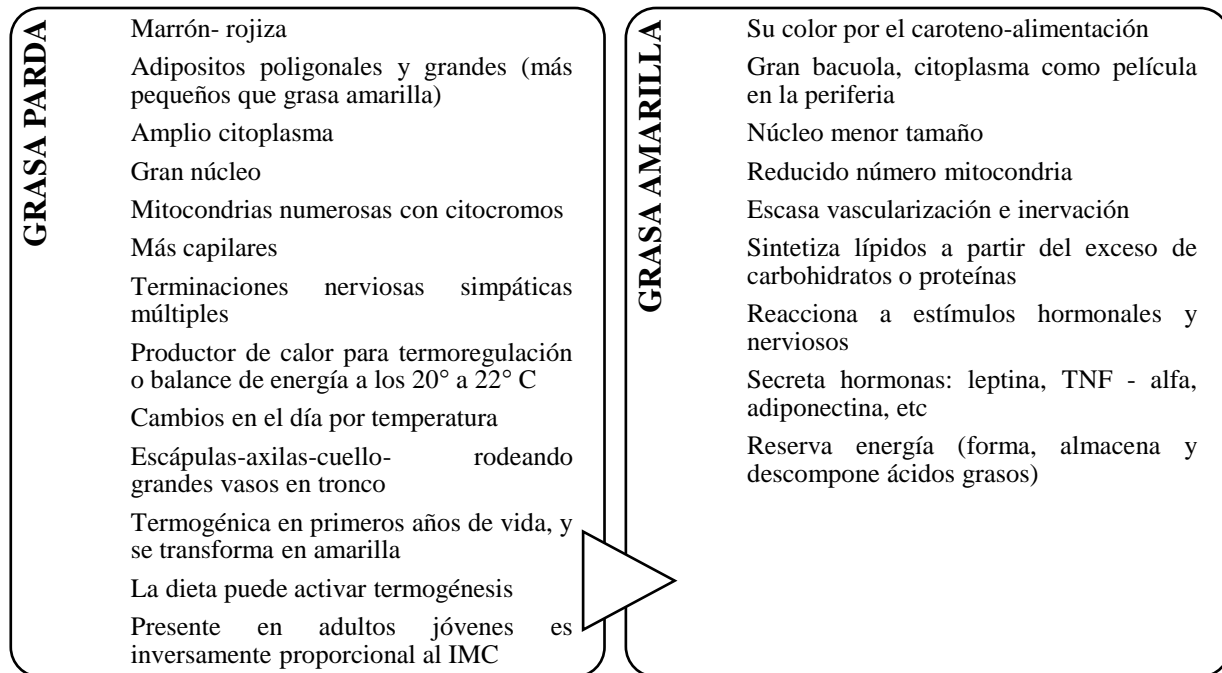 GRASA PARDA
Marrón- rojiza
Adipositos poligonales y grandes (más
pequeños que grasa amarilla)
Amplio citoplasma
Gran núcleo
Mitocondrias numerosas con citocromos
Más capilares
Terminaciones nerviosas simpáticas
múltiples
Productor de calor para termoregulación
o balance de energía a los 20° a 22° C
Cambios en el día por temperatura
Escápulas-axilas-cuello- rodeando
grandes vasos en tronco
Termogénica en primeros años de vida, y
se transforma en amarilla
La dieta puede activar termogénesis
Presente en adultos jóvenes es
inversamente proporcional al IMC
GRASA AMARILLA
Su color por el caroteno-alimentación
Gran bacuola, citoplasma como película
en la periferia
Núcleo menor tamaño
Reducido número mitocondria
Escasa vascularización e inervación
Sintetiza lípidos a partir del exceso de
carbohidratos o proteínas
Reacciona a estímulos hormonales y
nerviosos
Secreta hormonas: leptina, TNF - alfa,
adiponectina, etc
Reserva energía (forma, almacena y
descompone ácidos grasos)